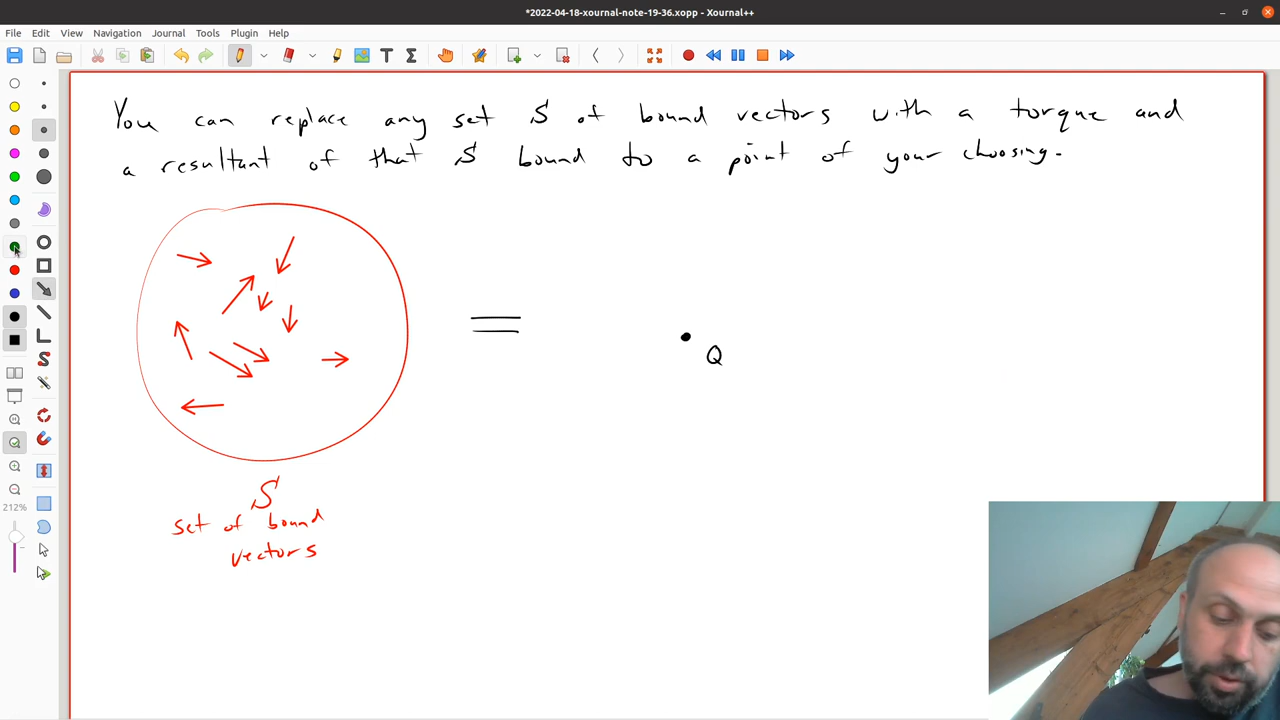 *2022-04-18-xournal-note-19-36.xopp - Xournal++
File Edit View Navigation Journal Tools Plugin Help
You can replace any set S of bound vectors with a torque and
a resultant of that S bound to a point of your choosing.
=
Q
S
set of bound
vectors
212%